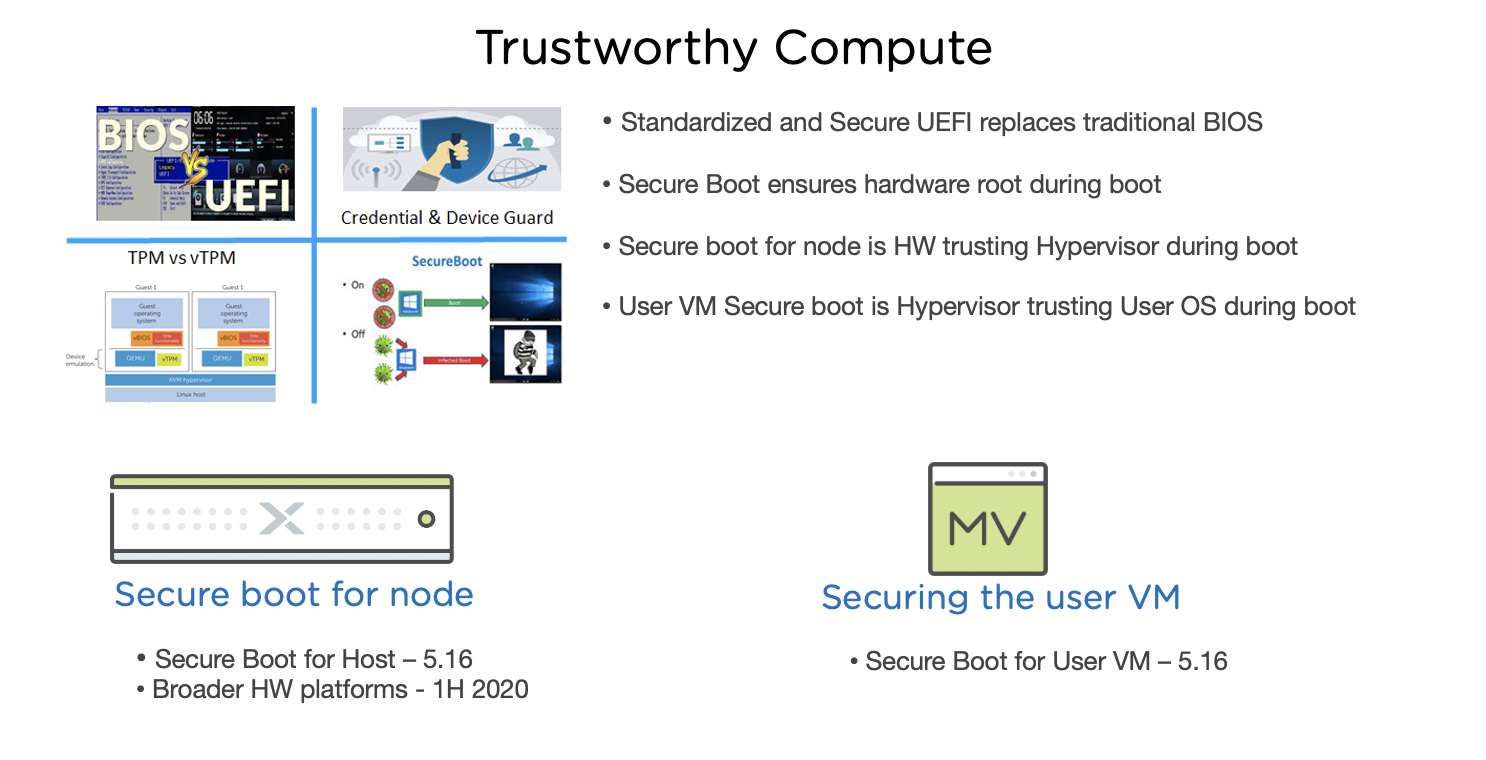 Trustworthy Compute
BIOS
VS
UEFI
Credential & Device Guard
TPM vs vTPM
Guest 1
Guest 1
Guest operating system
Guest operating system
vBIOS
vBIOS
Device emulation
QEMU
vTPM
QEMU
vTPM
KVM hypervisor
Linux host
SecureBoot
• On
Boot
• Off
Infected Boot
• Standardized and Secure UEFI replaces traditional BIOS
• Secure Boot ensures hardware root during boot
• Secure boot for node is HW trusting Hypervisor during boot
• User VM Secure boot is Hypervisor trusting User OS during boot
X
Secure boot for node
• Secure Boot for Host – 5.16
• Broader HW platforms - 1H 2020
MV
Securing the user VM
• Secure Boot for User VM – 5.16